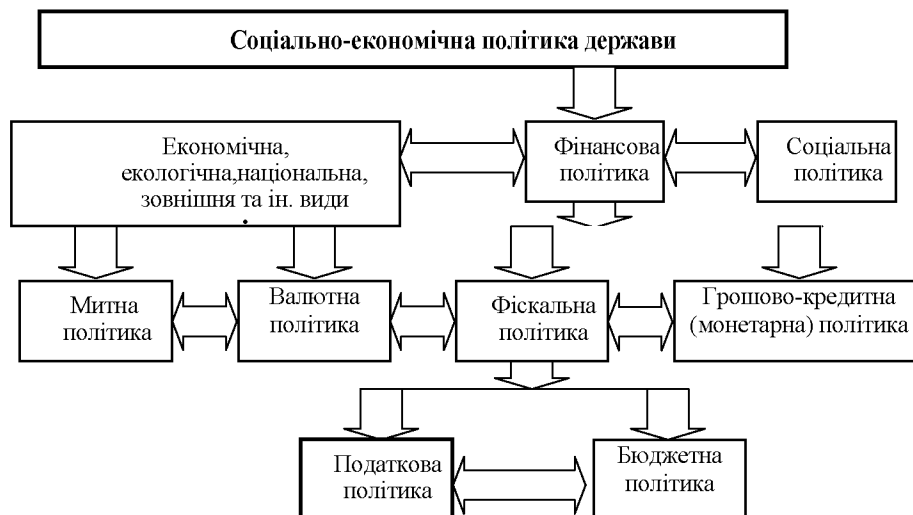 Соціально-економічна політика держави
Економічна,
екологічна,національна,
зовнішня та ін. види
.
Фінансова
політика
Соціальна
політика
Митна
політика
Валютна
політика
Фіскальна
політика
Грошово-кредитна
(монетарна) політика
Податкова
політика
Бюджетна
політика